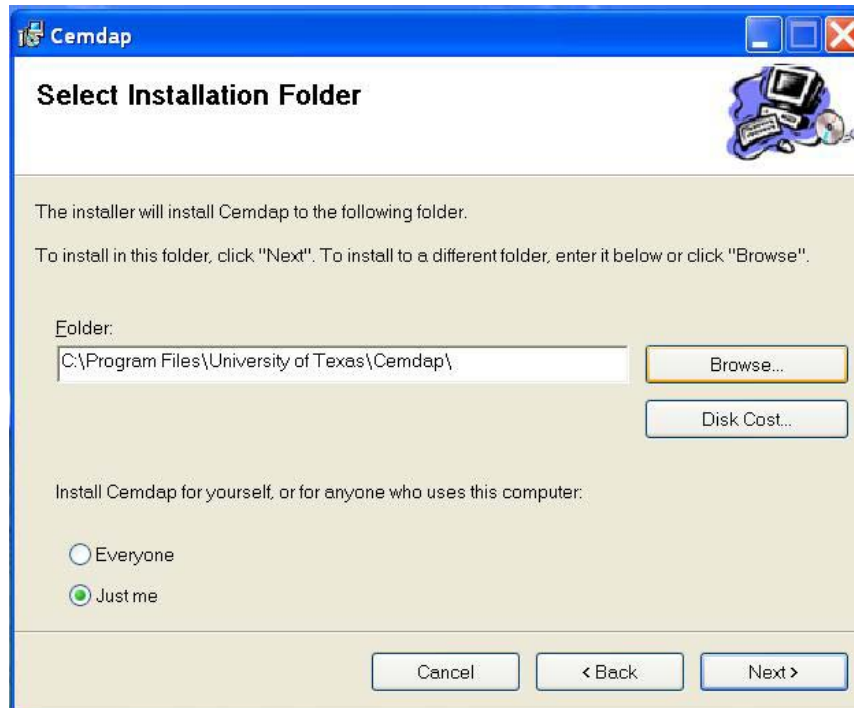 Cemdap
Select Installation Folder
The installer will install Cemdap to the following folder.
To install in this folder, click "Next". To install to a different folder, enter it below or click "Browse".
Folder:
C:\Program Files\University of Texas\Cemdap\
Browse...
Disk Cost...
Install Cemdap for yourself, or for anyone who uses this computer:
Everyone
Just me
Cancel
< Back
Next >